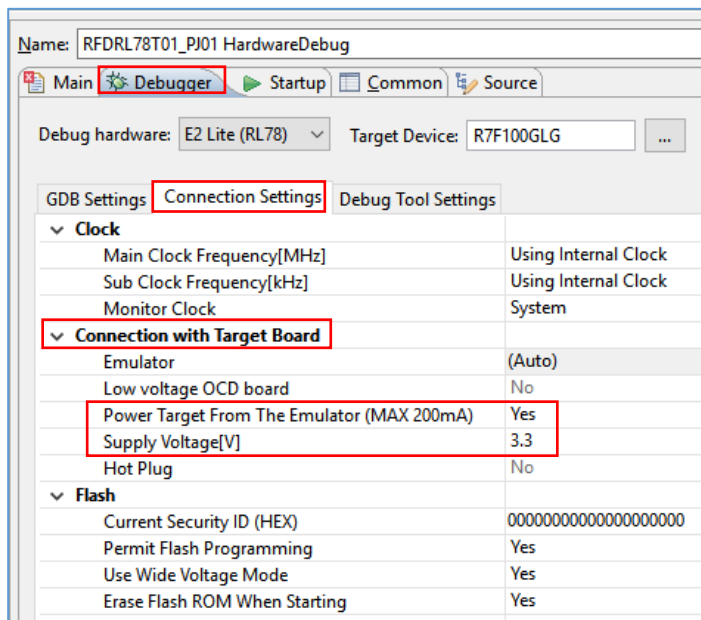 Name: RFDRL78T01_PJ01 HardwareDebug
Main Debugger Startup Common Source
Debug hardware: E2 Lite (RL78) Target Device: R7F100GLG ...
GDB Settings Connection Settings Debug Tool Settings
Clock
Main Clock Frequency[MHz] Using Internal Clock
Sub Clock Frequency[kHz] Using Internal Clock
Monitor Clock System
Connection with Target Board
Emulator (Auto)
Low voltage OCD board No
Power Target From The Emulator (MAX 200mA) Yes
Supply Voltage[V] 3.3
Hot Plug No
Flash
Current Security ID (HEX) 00000000000000000000
Permit Flash Programming Yes
Use Wide Voltage Mode Yes
Erase Flash ROM When Starting Yes